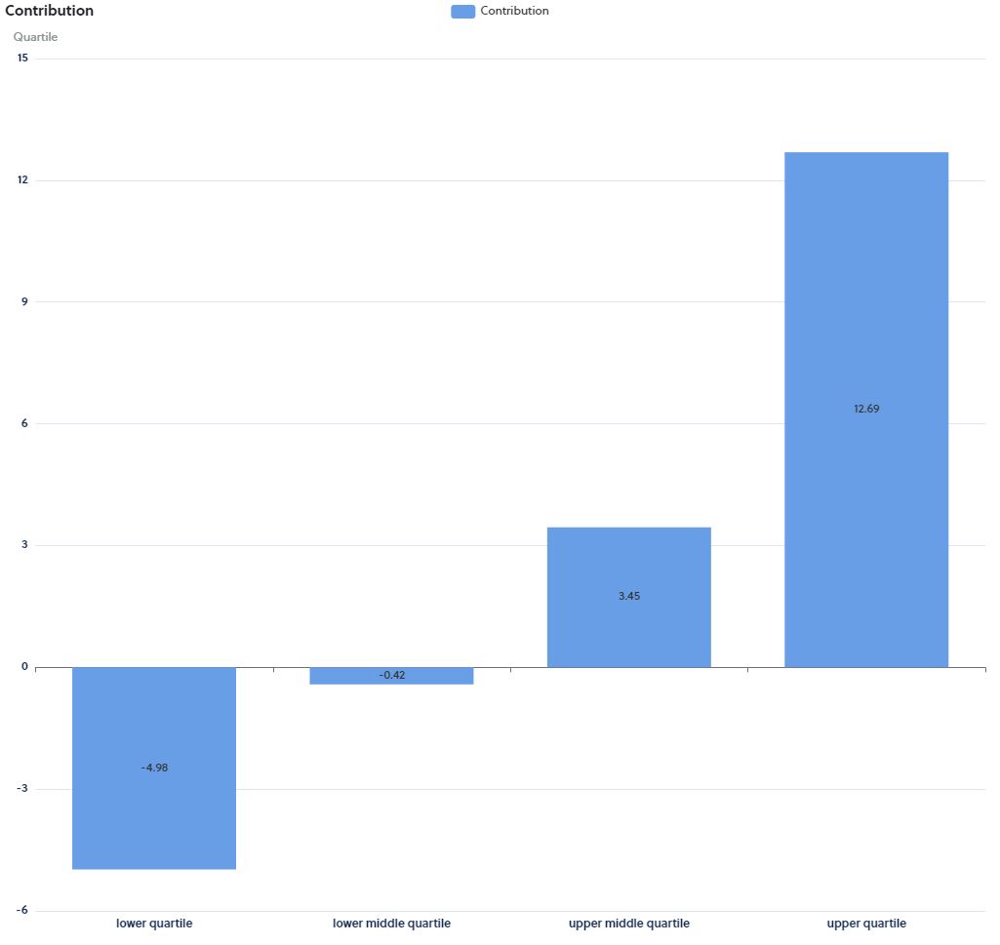 Contribution
Contribution
Quartile
15
12
12.69
9
6
3
3.45
0
-0.42
-4.98
-3
-6
lower quartile
lower middle quartile
upper middle quartile
upper quartile